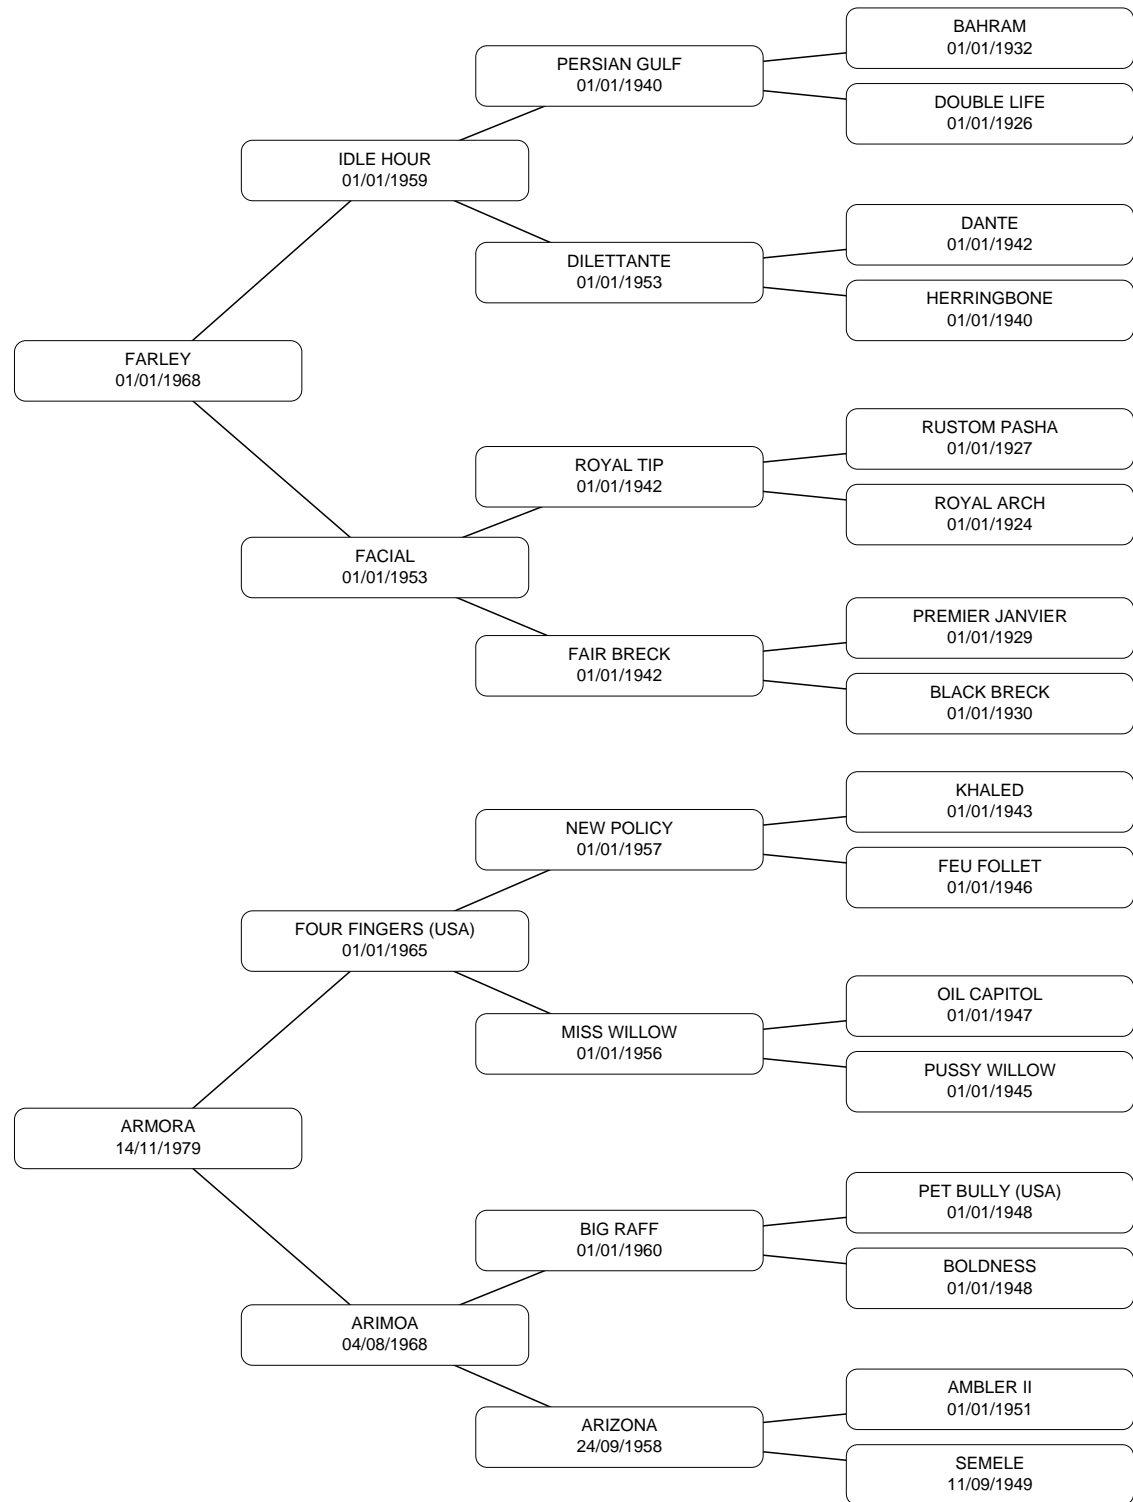 BAHRAM
01/01/1932
PERSIAN GULF
01/01/1940
DOUBLE LIFE
01/01/1926
IDLE HOUR
01/01/1959
DANTE
01/01/1942
DILETTANTE
01/01/1953
HERRINGBONE
01/01/1940
FARLEY
01/01/1968
RUSTOM PASHA
01/01/1927
ROYAL TIP
01/01/1942
ROYAL ARCH
01/01/1924
FACIAL
01/01/1953
PREMIER JANVIER
01/01/1929
FAIR BRECK
01/01/1942
BLACK BRECK
01/01/1930
KHALED
01/01/1943
NEW POLICY
01/01/1957
FEU FOLLET
01/01/1946
FOUR FINGERS (USA)
01/01/1965
OIL CAPITOL
01/01/1947
MISS WILLOW
01/01/1956
PUSSY WILLOW
01/01/1945
ARMORA
14/11/1979
PET BULLY (USA)
01/01/1948
BIG RAFF
01/01/1960
BOLDNESS
01/01/1948
ARIMOA
04/08/1968
AMBLER II
01/01/1951
ARIZONA
24/09/1958
SEMELE
11/09/1949